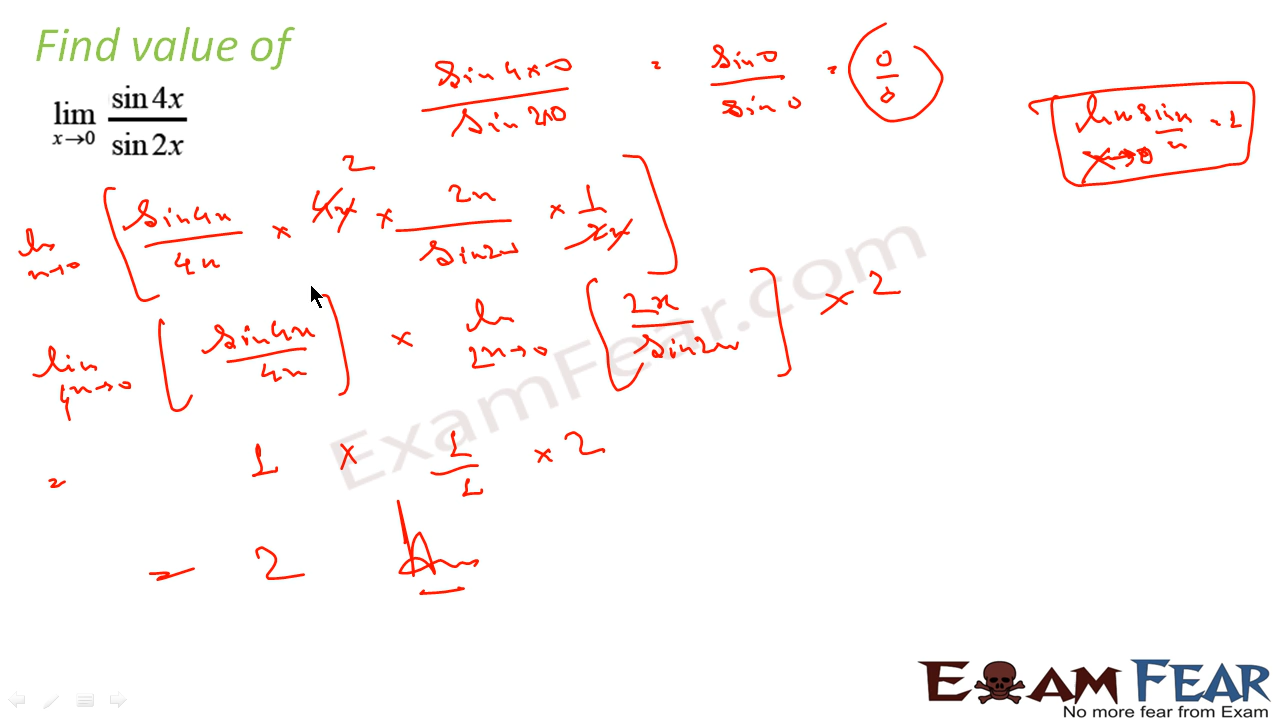 Find value of
lim x→0 sin 4x / sin 2x
sin 4×0 / sin 2×0 = sin 0 / sin 0 = 0/0
lim x→0 sin x / x = 1
lim x→0 [ sin 4x / 4x × 4x × 2x / sin 2x × 1 / 2x ]
2
lim 4x→0 [ sin 4x / 4x ] × lim 2x→0 [ 2x / sin 2x ] × 2
= 1 × 1/1 × 2
= 2 Ans
ExamFear.com
EXAM FEAR
No more fear from Exam